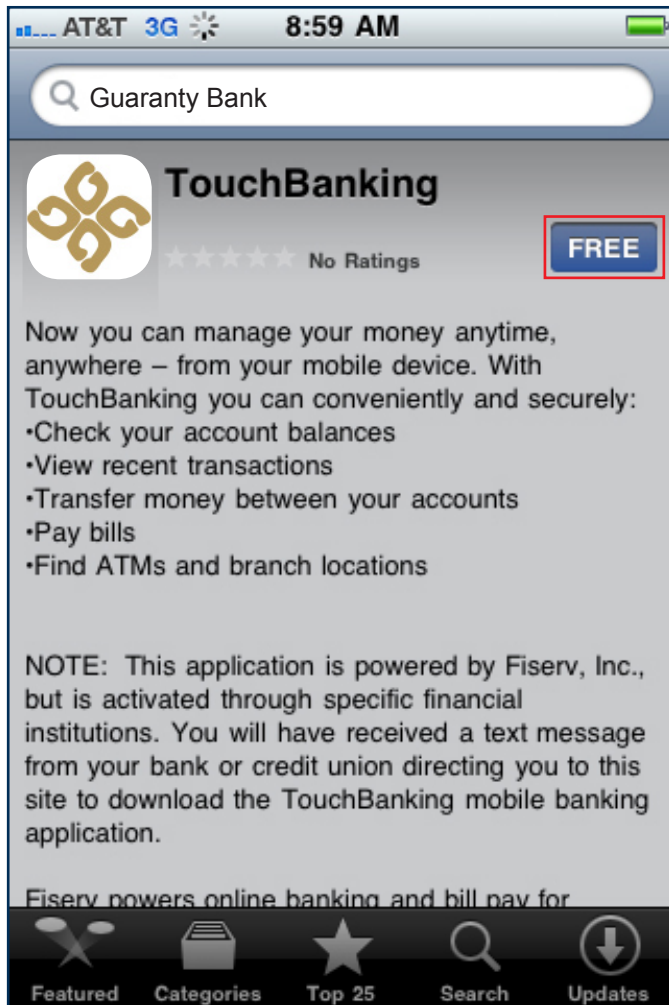 AT&T 3G 8:59 AM
Guaranty Bank
TouchBanking
No Ratings
FREE
Now you can manage your money anytime,
anywhere – from your mobile device. With
TouchBanking you can conveniently and securely:
•Check your account balances
•View recent transactions
•Transfer money between your accounts
•Pay bills
•Find ATMs and branch locations
NOTE: This application is powered by Fiserv, Inc.,
but is activated through specific financial
institutions. You will have received a text message
from your bank or credit union directing you to this
site to download the TouchBanking mobile banking
application.
Fiserv powers online banking and bill pay for
Featured Categories Top 25 Search Updates